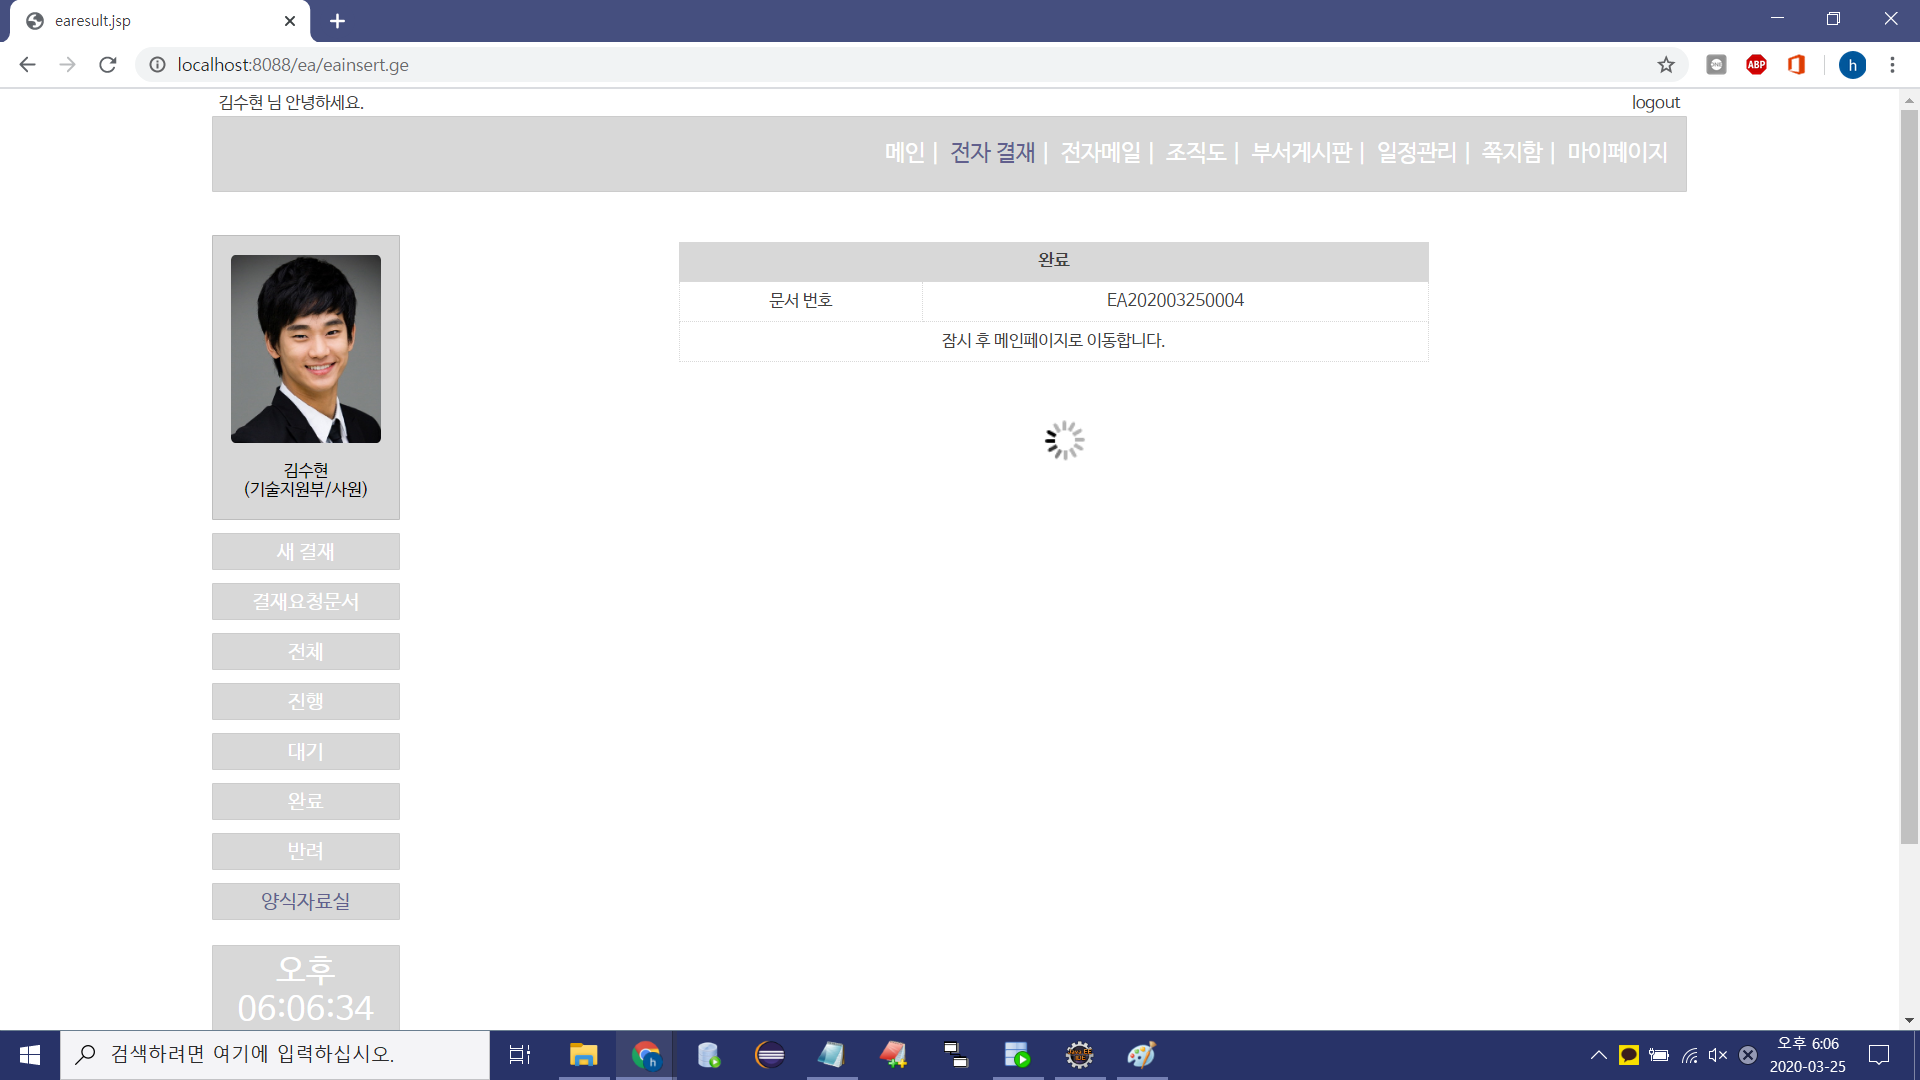 earesult.jsp
localhost:8088/ea/eainsert.ge
ABP
h
김수현 님 안녕하세요.
logout
메인 | 전자 결재 | 전자메일 | 조직도 | 부서게시판 | 일정관리 | 쪽지함 | 마이페이지
완료
문서 번호 EA202003250004
잠시 후 메인페이지로 이동합니다.
김수현
(기술지원부/사원)
새 결재
결재요청문서
전체
진행
대기
완료
반려
양식자료실
오후
06:06:34
검색하려면 여기에 입력하십시오.
h
오후 6:06
2020-03-25